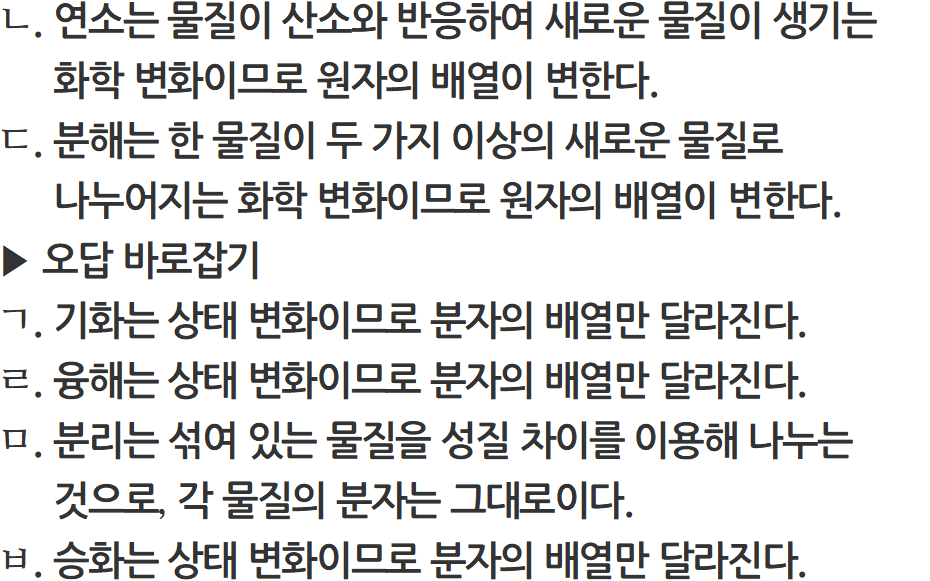 ㄴ. 연소는 물질이 산소와 반응하여 새로운 물질이 생기는
화학 변화이므로 원자의 배열이 변한다.
ㄷ. 분해는 한 물질이 두 가지 이상의 새로운 물질로
나누어지는 화학 변화이므로 원자의 배열이 변한다.
▶ 오답 바로잡기
ㄱ. 기화는 상태 변화이므로 분자의 배열만 달라진다.
ㄹ. 융해는 상태 변화이므로 분자의 배열만 달라진다.
ㅁ. 분리는 섞여 있는 물질을 성질 차이를 이용해 나누는
것으로, 각 물질의 분자는 그대로이다.
ㅂ. 승화는 상태 변화이므로 분자의 배열만 달라진다.